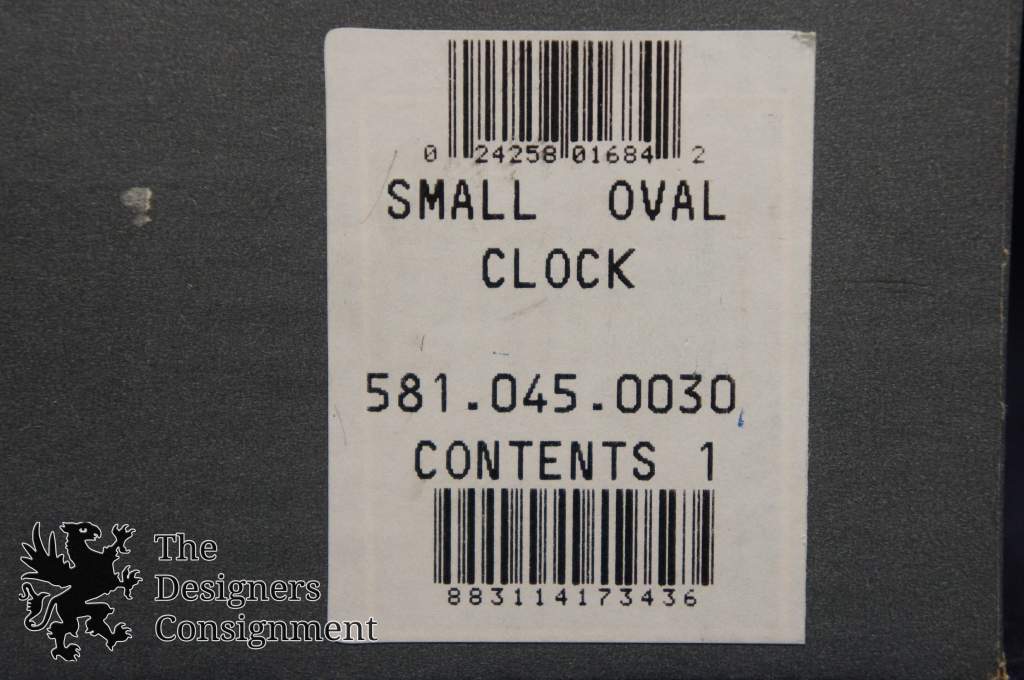 0 24258 01684 2
SMALL OVAL
CLOCK
581.045.0030
CONTENTS 1
883114173436
The
Designers
Consignment